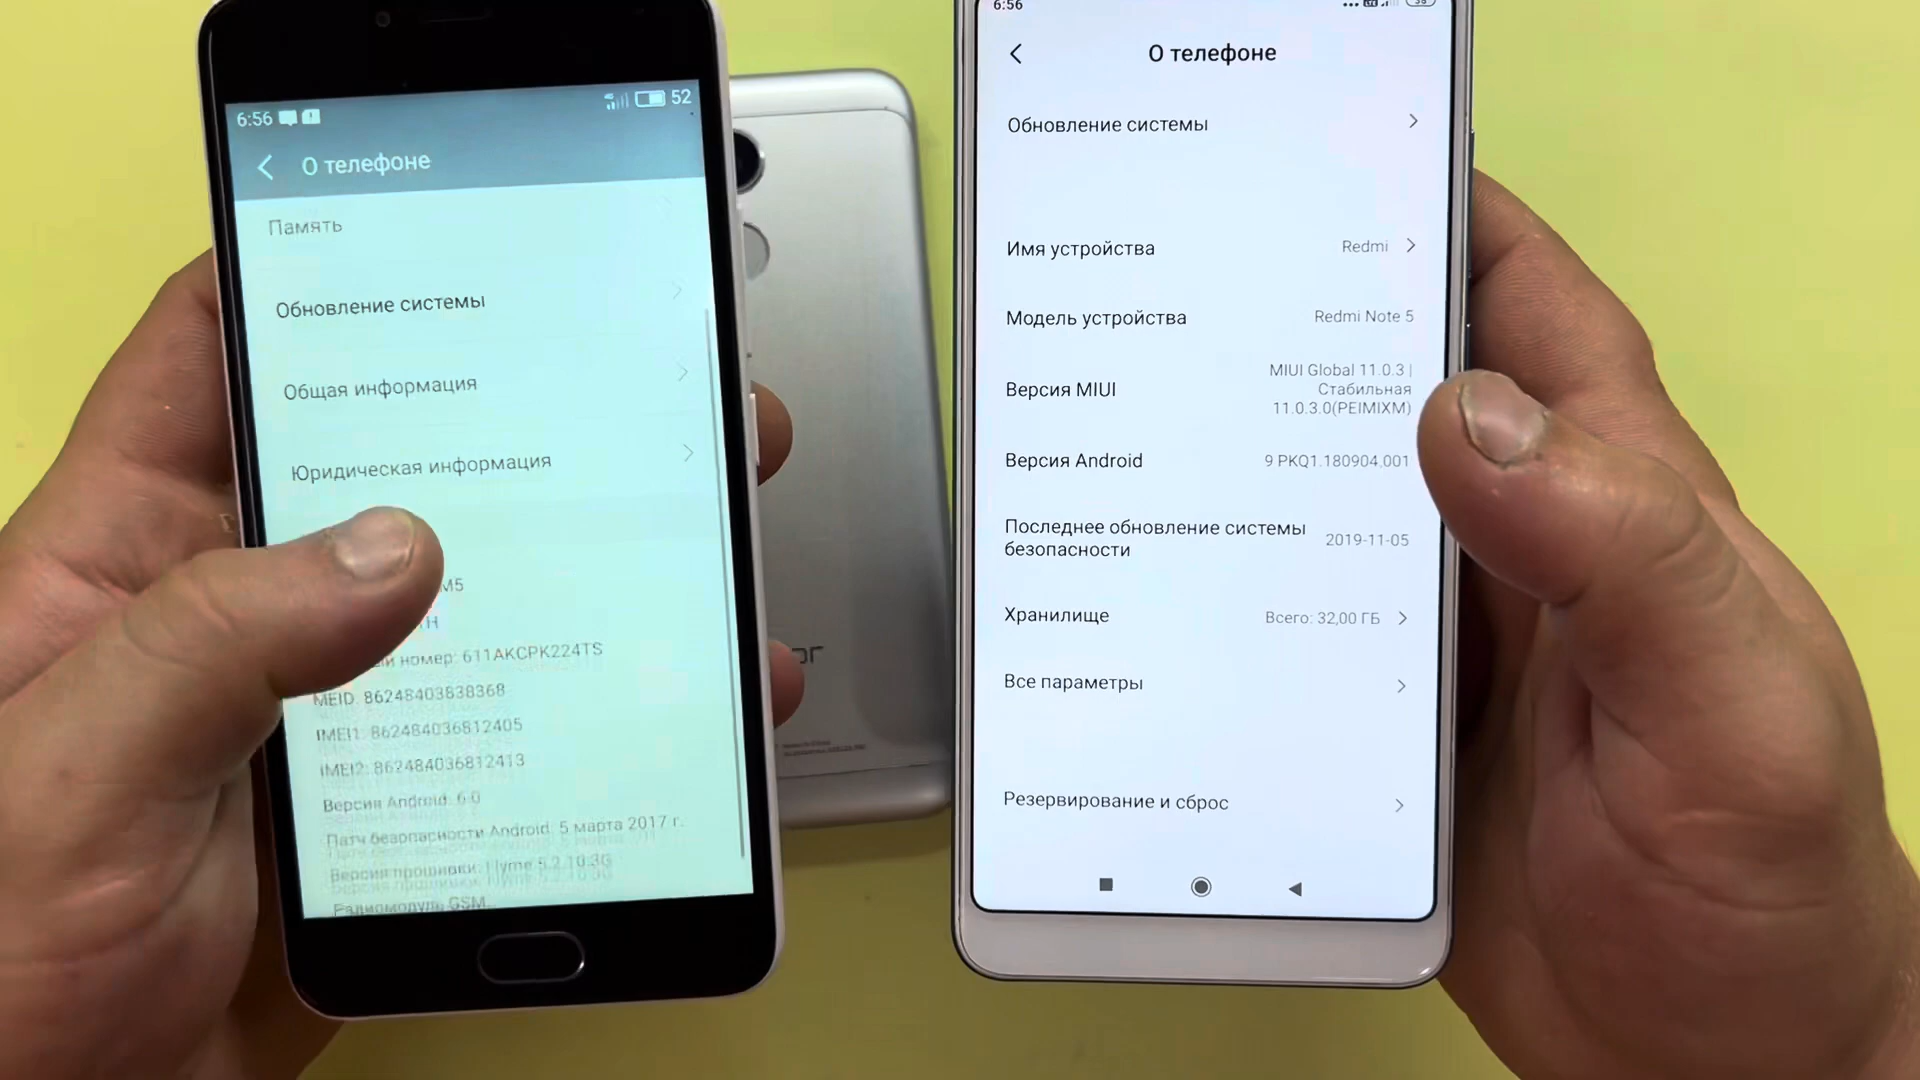 6:56
52
О телефоне
Память
Обновление системы
Общая информация
Юридическая информация
M5
номер: 611AKCPK224TS
MEID: 86248403838368
IMEI1: 862484036812405
IMEI2: 862484036812413
Версия Android: 6.0
Патч безопасности Android: 5 марта 2017 г.
Версия прошивки: Flyme 5.2.10.3G
Радиомодуль: GSM
or
6:56
О телефоне
Обновление системы
Имя устройства Redmi
Модель устройства Redmi Note 5
Версия MIUI MIUI Global 11.0.3 |
Стабильная
11.0.3.0(PEIMIXM)
Версия Android 9 PKQ1.180904.001
Последнее обновление системы
безопасности 2019-11-05
Хранилище Всего: 32,00 ГБ
Все параметры
Резервирование и сброс